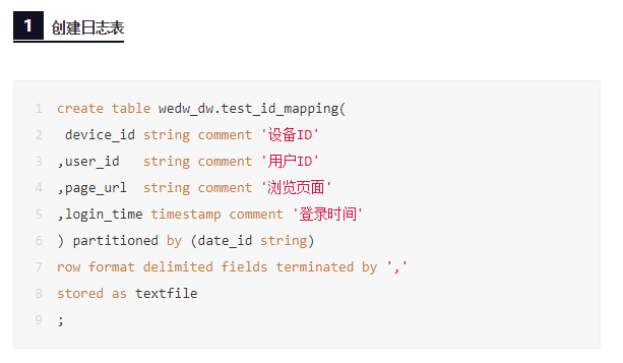 1 创建日志表
1 create table wedw_dw.test_id_mapping(
2 device_id string comment '设备ID'
3 ,user_id string comment '用户ID'
4 ,page_url string comment '浏览页面'
5 ,login_time timestamp comment '登录时间'
6 ) partitioned by (date_id string)
7 row format delimited fields terminated by ','
8 stored as textfile
9 ;